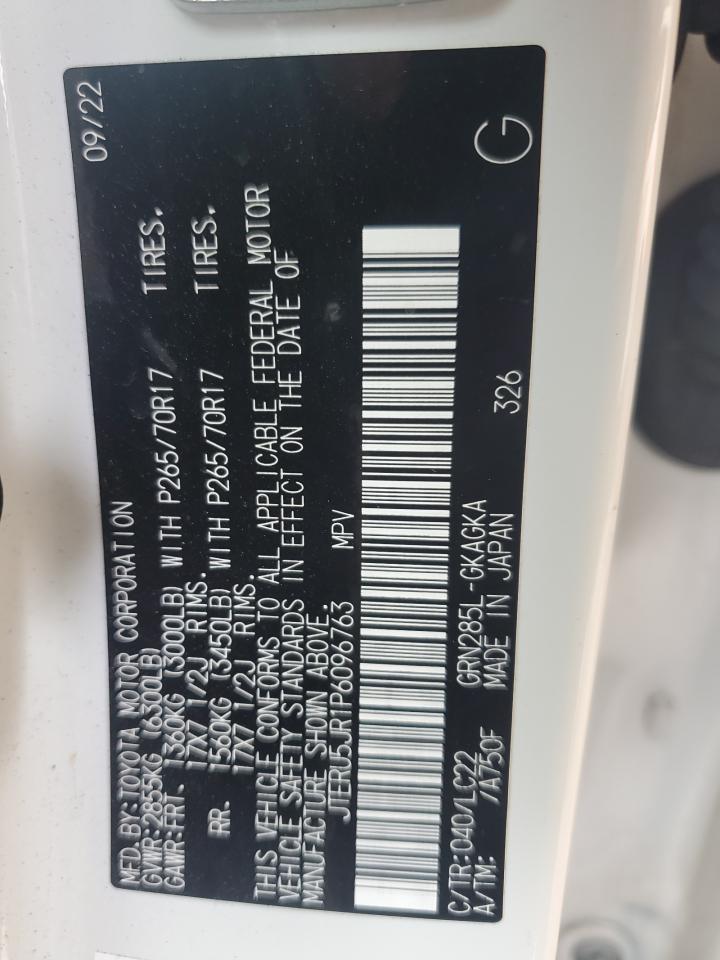 MFD.BY:TOYOTA MOTOR CORPORATION 09/22
GVWR:2855KG (6300LB)
GAWR:FRT. 1360KG (3000LB) WITH P265/70R17 TIRES.
17X7 1/2J RIMS.
RR. 1560KG (3450LB) WITH P265/70R17 TIRES.
17X7 1/2J RIMS.
THIS VEHICLE CONFORMS TO ALL APPLICABLE FEDERAL MOTOR
VEHICLE SAFETY STANDARDS IN EFFECT ON THE DATE OF
MANUFACTURE SHOWN ABOVE.
JTERU5JR1P6096763 MPV
C/TR:040/LC22 GRN285L-GKAGKA
A/TM: /A750F MADE IN JAPAN 326 G